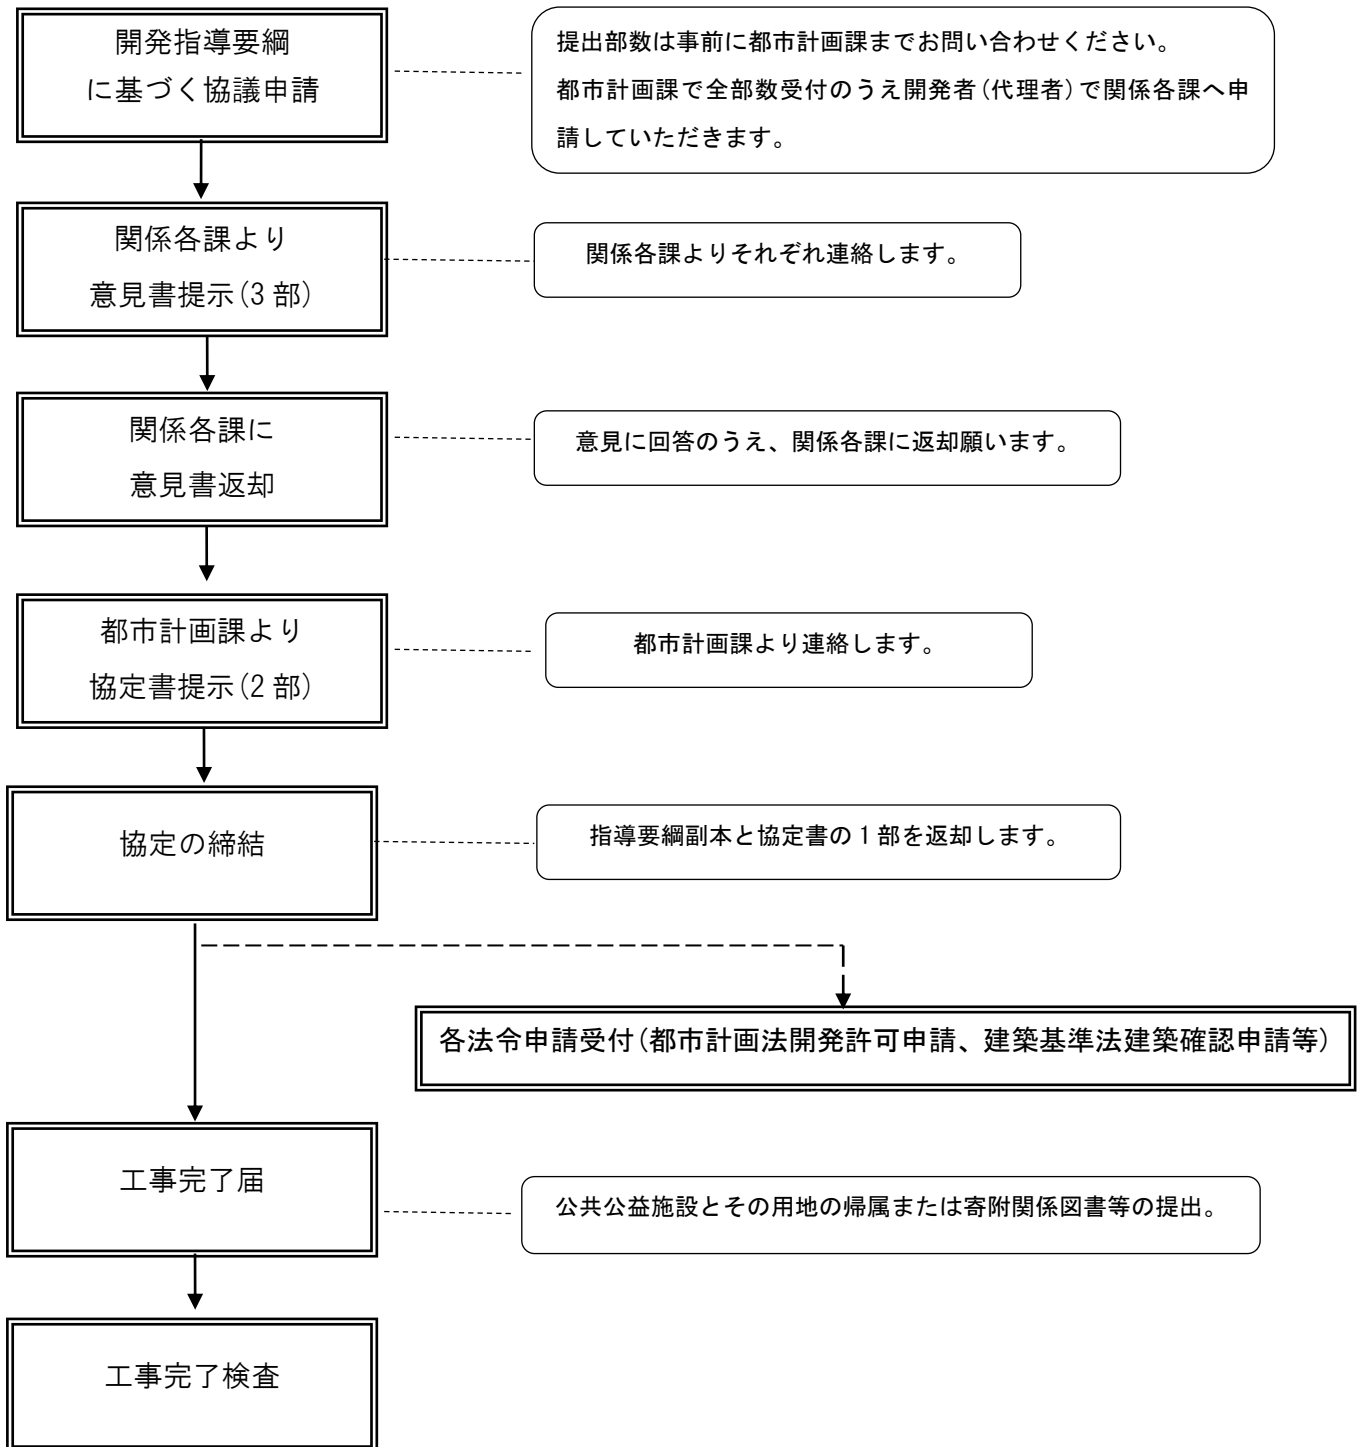 開発指導要綱
に基づく協議申請
提出部数は事前に都市計画課までお問い合わせください。
都市計画課で全部数受付のうえ開発者(代理者)で関係各課へ申
請していただきます。
関係各課より
意見書提示(3部)
関係各課よりそれぞれ連絡します。
関係各課に
意見書返却
意見に回答のうえ、関係各課に返却願います。
都市計画課より
協定書提示(2部)
都市計画課より連絡します。
協定の締結
指導要綱副本と協定書の1部を返却します。
各法令申請受付(都市計画法開発許可申請、建築基準法建築確認申請等)
工事完了届
公共公益施設とその用地の帰属または寄附関係図書等の提出。
工事完了検査